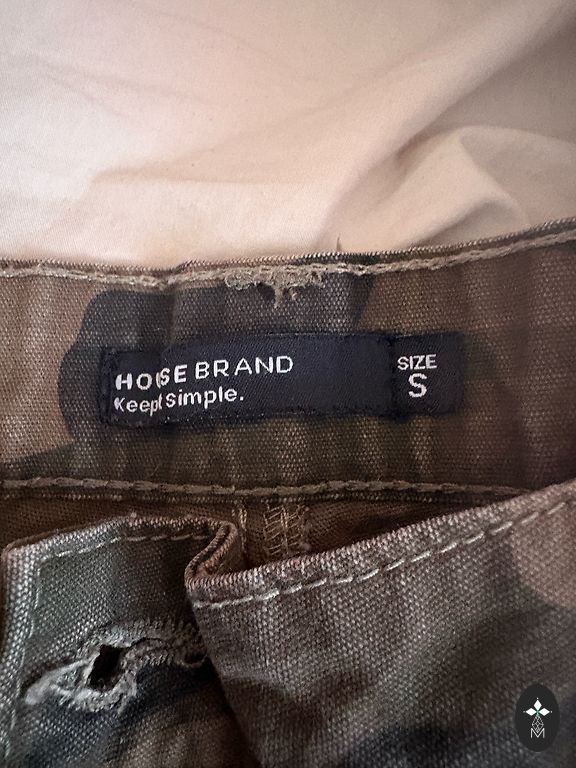 HOUSE BRAND
Keep it simple.
SIZE
S